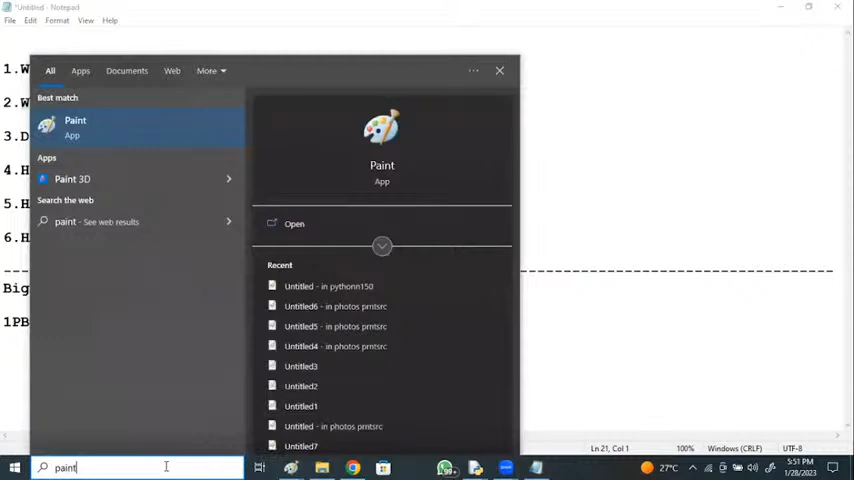 *Untitled - Notepad
File Edit Format View Help
1.W
2.W
3.D
4.H
5.H
6.H
Big
1PB
All Apps Documents Web More
Best match
Paint
App
Apps
Paint 3D
Search the web
paint - See web results
Paint
App
Open
Recent
Untitled - in pythonn150
Untitled6 - in photos prntsrc
Untitled5 - in photos prntsrc
Untitled4 - in photos prntsrc
Untitled3
Untitled2
Untitled1
Untitled - in photos prntsrc
Untitled7
Ln 21, Col 1 100% Windows (CRLF) UTF-8
paint
99+
27°C
5:51 PM
1/28/2023